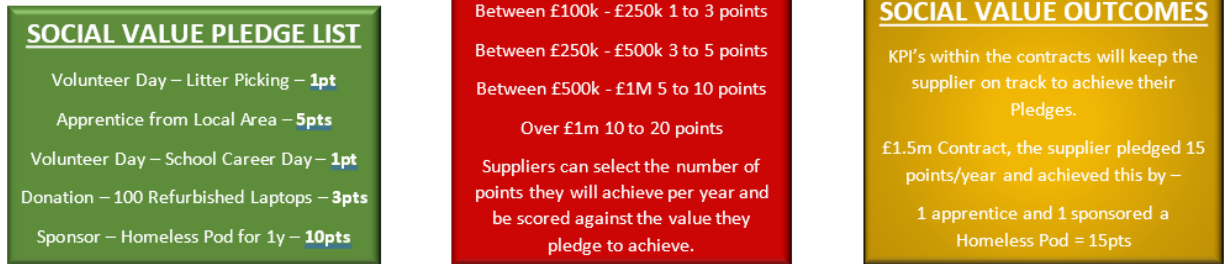 SOCIAL VALUE PLEDGE LIST
Volunteer Day – Litter Picking – 1pt
Apprentice from Local Area – 5pts
Volunteer Day – School Career Day – 1pt
Donation – 100 Refurbished Laptops – 3pts
Sponsor – Homeless Pod for 1y – 10pts
Between £100k - £250k 1 to 3 points
Between £250k - £500k 3 to 5 points
Between £500k - £1M 5 to 10 points
Over £1m 10 to 20 points
Suppliers can select the number of
points they will achieve per year and
be scored against the value they
pledge to achieve.
SOCIAL VALUE OUTCOMES
KPI's within the contracts will keep the
supplier on track to achieve their
Pledges.
£1.5m Contract, the supplier pledged 15
points/year and achieved this by –
1 apprentice and 1 sponsored a
Homeless Pod = 15pts